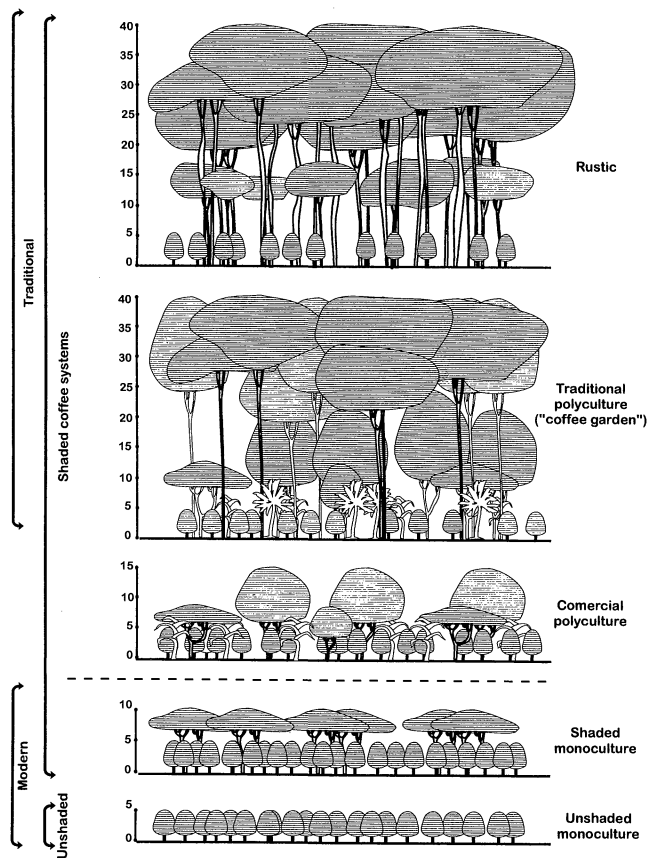 40
35
30
25
20
15
10
5
0
Rustic
Traditional
Shaded coffee systems
40
35
30
25
20
15
10
5
0
Traditional
polyculture
("coffee garden")
15
10
5
0
Comercial
polyculture
Modern
10
5
0
Shaded
monoculture
Unshaded
5
0
Unshaded
monoculture